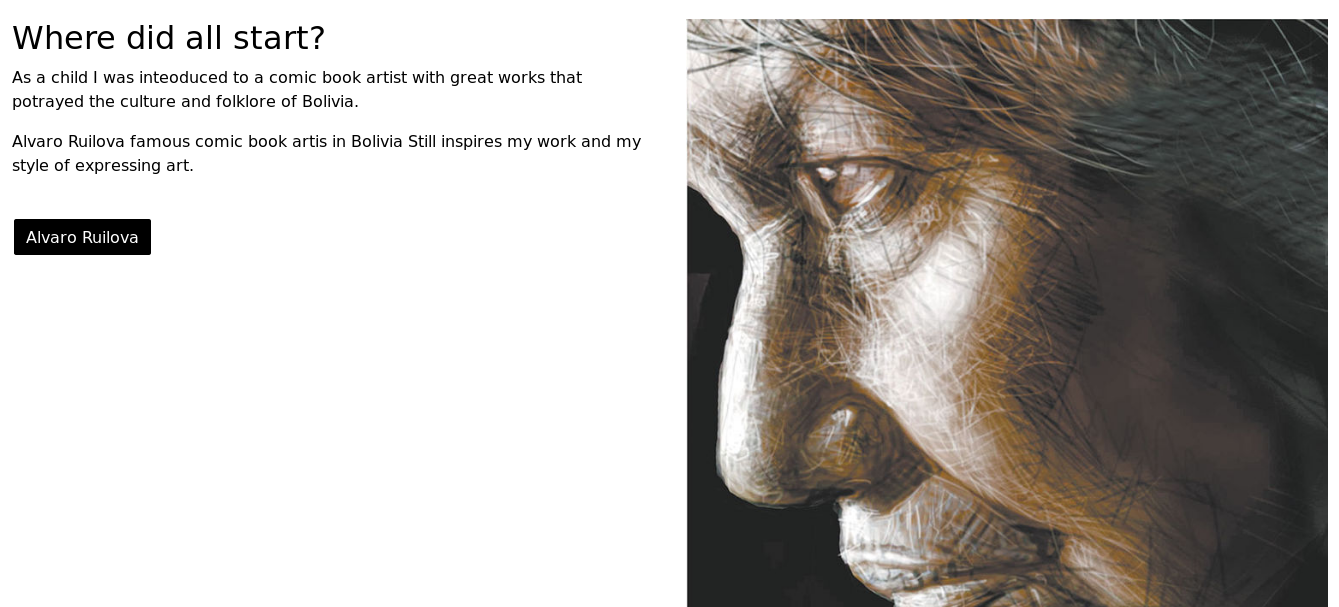 Where did all start?
As a child I was inteoduced to a comic book artist with great works that
potrayed the culture and folklore of Bolivia.
Alvaro Ruilova famous comic book artis in Bolivia Still inspires my work and my
style of expressing art.
Alvaro Ruilova